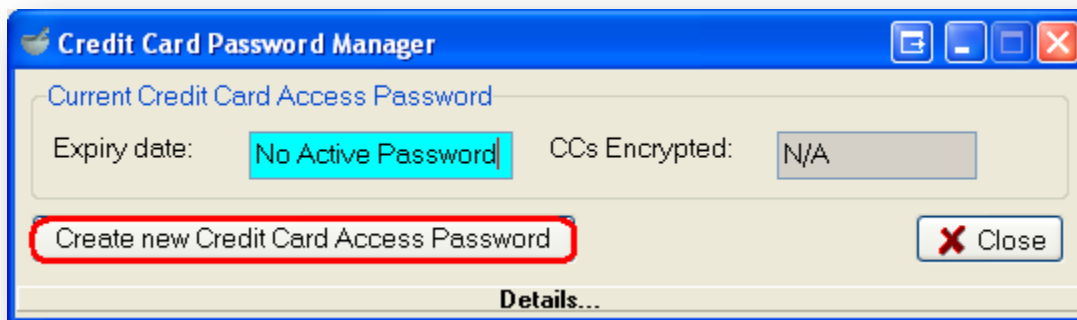 Credit Card Password Manager
Current Credit Card Access Password
Expiry date: No Active Password CCs Encrypted: N/A
Create new Credit Card Access Password Close
Details...